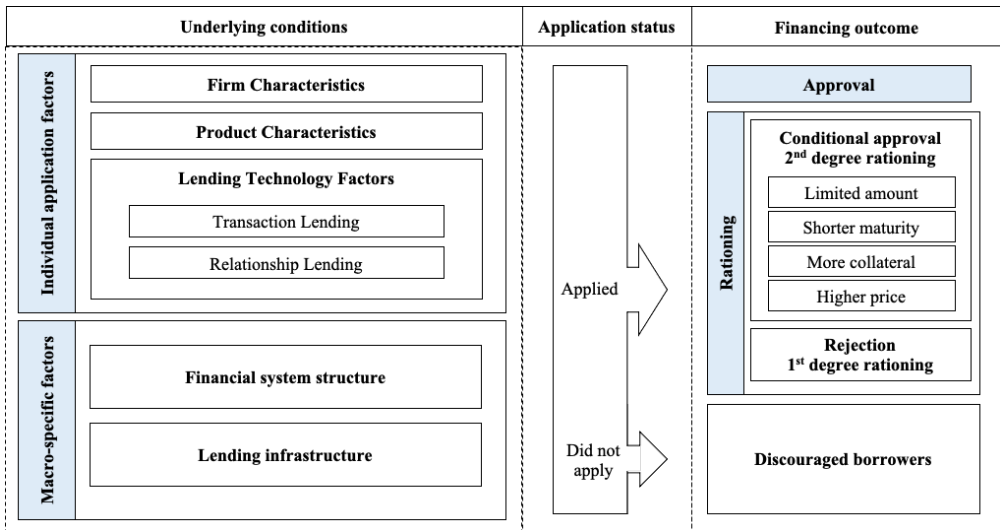 Underlying conditions
Application status
Financing outcome
Individual application factors
Firm Characteristics
Product Characteristics
Lending Technology Factors
Transaction Lending
Relationship Lending
Macro-specific factors
Financial system structure
Lending infrastructure
Applied
Did not
apply
Approval
Rationing
Conditional approval
2nd degree rationing
Limited amount
Shorter maturity
More collateral
Higher price
Rejection
1st degree rationing
Discouraged borrowers